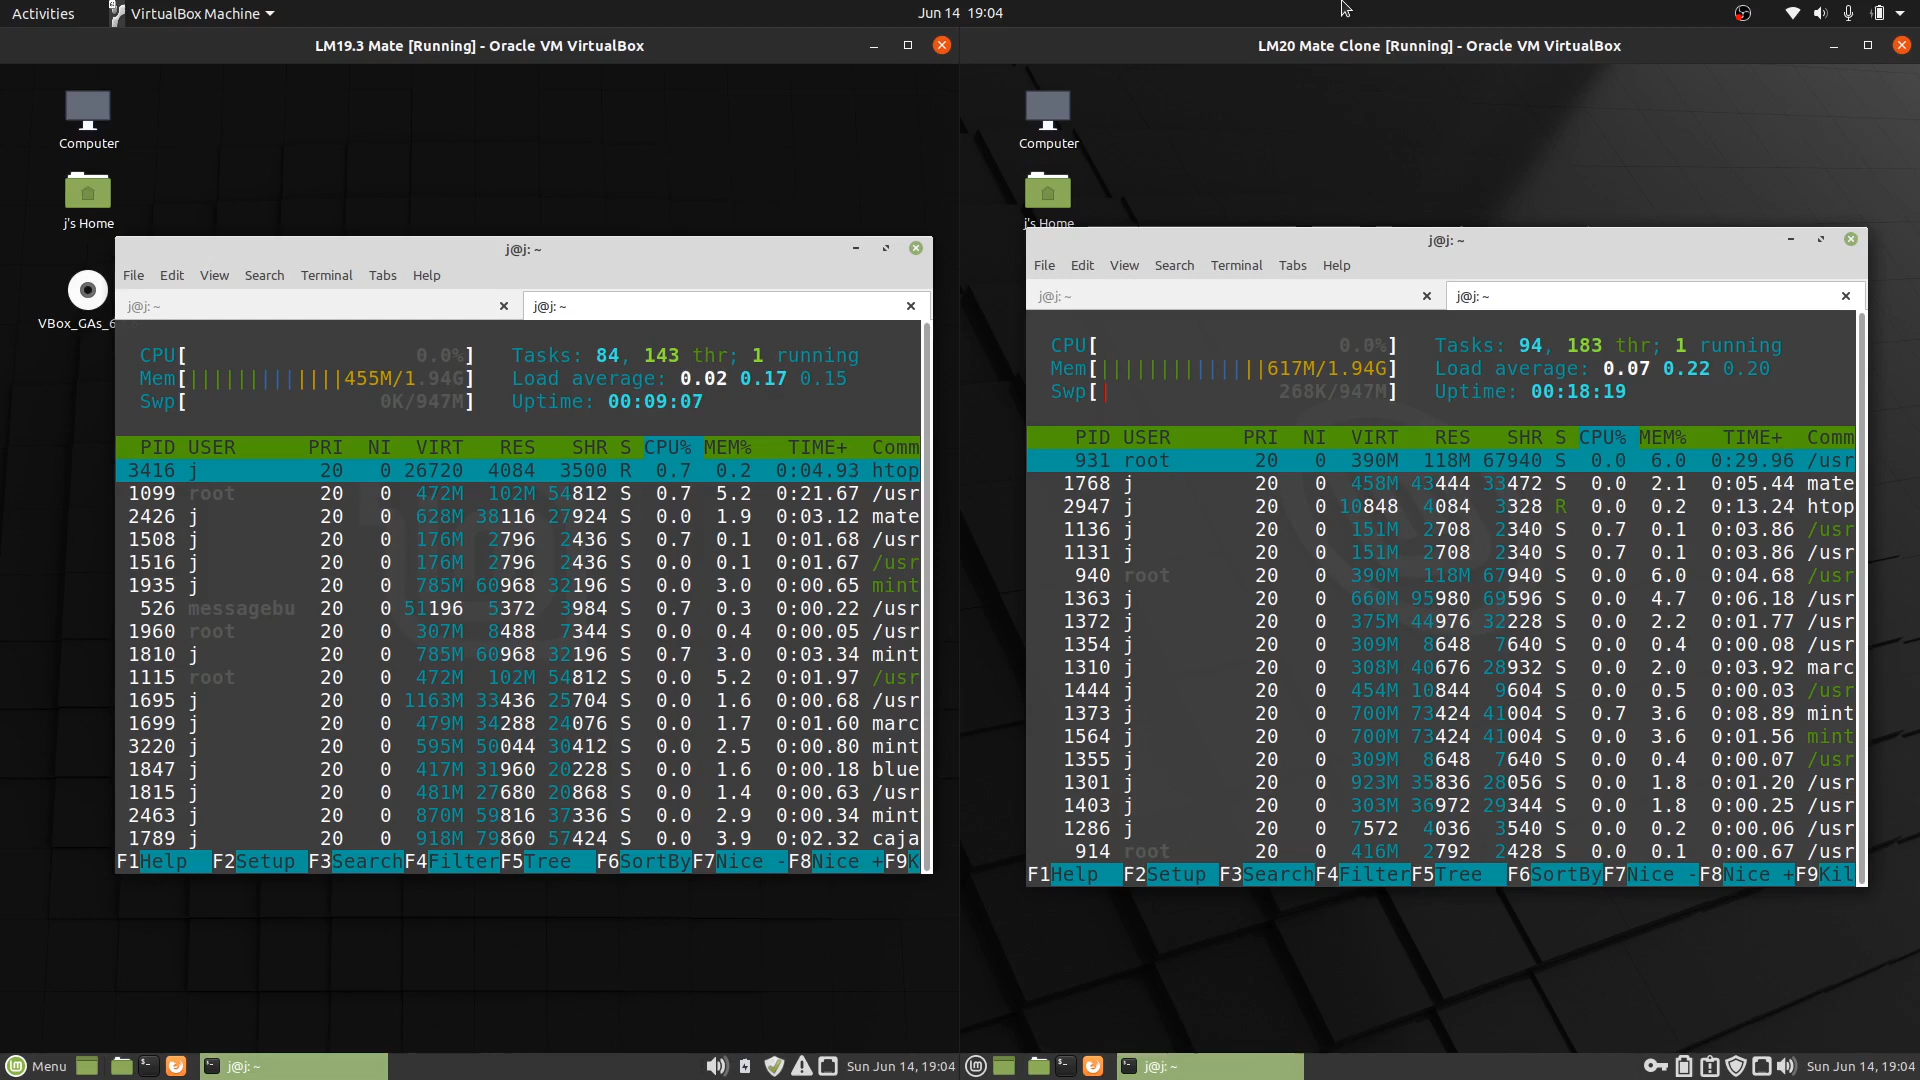 Activities VirtualBox Machine Jun 14 19:04
LM19.3 Mate [Running] - Oracle VM VirtualBox
Computer
j's Home
VBox_GAs_6
j@j: ~
File Edit View Search Terminal Tabs Help
j@j: ~ j@j: ~
CPU[ 0.0%] Tasks: 84, 143 thr; 1 running
Mem[|||||||||||||455M/1.94G] Load average: 0.02 0.17 0.15
Swp[ 0K/947M] Uptime: 00:09:07
PID USER PRI NI VIRT RES SHR S CPU% MEM% TIME+ Comm
3416 j 20 0 26720 4084 3500 R 0.7 0.2 0:04.93 htop
1099 root 20 0 472M 102M 54812 S 0.7 5.2 0:21.67 /usr
2426 j 20 0 628M 38116 27924 S 0.0 1.9 0:03.12 mate
1508 j 20 0 176M 2796 2436 S 0.7 0.1 0:01.68 /usr
1516 j 20 0 176M 2796 2436 S 0.0 0.1 0:01.67 /usr
1935 j 20 0 785M 60968 32196 S 0.0 3.0 0:00.65 mint
526 messagebu 20 0 51196 5372 3984 S 0.7 0.3 0:00.22 /usr
1960 root 20 0 307M 8488 7344 S 0.0 0.4 0:00.05 /usr
1810 j 20 0 785M 60968 32196 S 0.7 3.0 0:03.34 mint
1115 root 20 0 472M 102M 54812 S 0.0 5.2 0:01.97 /usr
1695 j 20 0 1163M 33436 25704 S 0.0 1.6 0:00.68 /usr
1699 j 20 0 479M 34288 24076 S 0.0 1.7 0:01.60 marc
3220 j 20 0 595M 50044 30412 S 0.0 2.5 0:00.80 mint
1847 j 20 0 417M 31960 20228 S 0.0 1.6 0:00.18 blue
1815 j 20 0 481M 27680 20868 S 0.0 1.4 0:00.63 /usr
2463 j 20 0 870M 59816 37336 S 0.0 2.9 0:00.34 mint
1789 j 20 0 918M 79860 57424 S 0.0 3.9 0:02.32 caja
F1Help F2Setup F3SearchF4FilterF5Tree F6SortByF7Nice -F8Nice +F9K
Menu j@j: ~ Sun Jun 14, 19:04
LM20 Mate Clone [Running] - Oracle VM VirtualBox
Computer
j's Home
j@j: ~
File Edit View Search Terminal Tabs Help
j@j: ~ j@j: ~
CPU[ 0.0%] Tasks: 94, 183 thr; 1 running
Mem[||||||||||||||617M/1.94G] Load average: 0.07 0.22 0.20
Swp[| 268K/947M] Uptime: 00:18:19
PID USER PRI NI VIRT RES SHR S CPU% MEM% TIME+ Comm
931 root 20 0 390M 118M 67940 S 0.0 6.0 0:29.96 /usr
1768 j 20 0 458M 43444 33472 S 0.0 2.1 0:05.44 mate
2947 j 20 0 10848 4084 3328 R 0.0 0.2 0:13.24 htop
1136 j 20 0 151M 2708 2340 S 0.7 0.1 0:03.86 /usr
1131 j 20 0 151M 2708 2340 S 0.7 0.1 0:03.86 /usr
940 root 20 0 390M 118M 67940 S 0.0 6.0 0:04.68 /usr
1363 j 20 0 660M 95980 69596 S 0.0 4.7 0:06.18 /usr
1372 j 20 0 375M 44976 32228 S 0.0 2.2 0:01.77 /usr
1354 j 20 0 309M 8648 7640 S 0.0 0.4 0:00.08 /usr
1310 j 20 0 308M 40676 28932 S 0.0 2.0 0:03.92 marc
1444 j 20 0 454M 10844 9604 S 0.0 0.5 0:00.03 /usr
1373 j 20 0 700M 73424 41004 S 0.7 3.6 0:08.89 mint
1564 j 20 0 700M 73424 41004 S 0.0 3.6 0:01.56 mint
1355 j 20 0 309M 8648 7640 S 0.0 0.4 0:00.07 /usr
1301 j 20 0 923M 35836 28056 S 0.0 1.8 0:01.20 /usr
1403 j 20 0 303M 36972 29344 S 0.0 1.8 0:00.25 /usr
1286 j 20 0 7572 4036 3540 S 0.0 0.2 0:00.06 /usr
914 root 20 0 416M 2792 2428 S 0.0 0.1 0:00.67 /usr
F1Help F2Setup F3SearchF4FilterF5Tree F6SortByF7Nice -F8Nice +F9Kil
j@j: ~ Sun Jun 14, 19:04